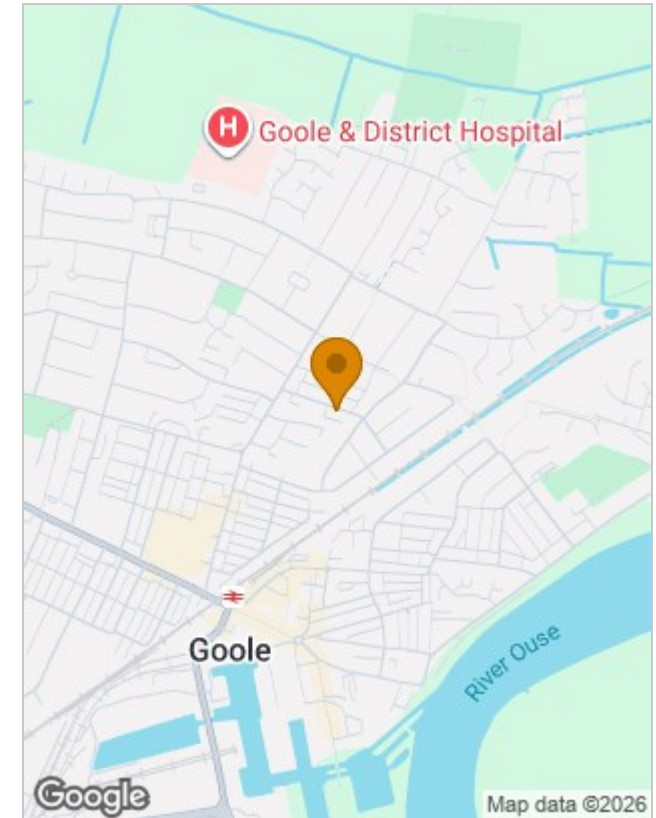 H
Goole & District Hospital
Goole
River Ouse
Google
Map data ©2026